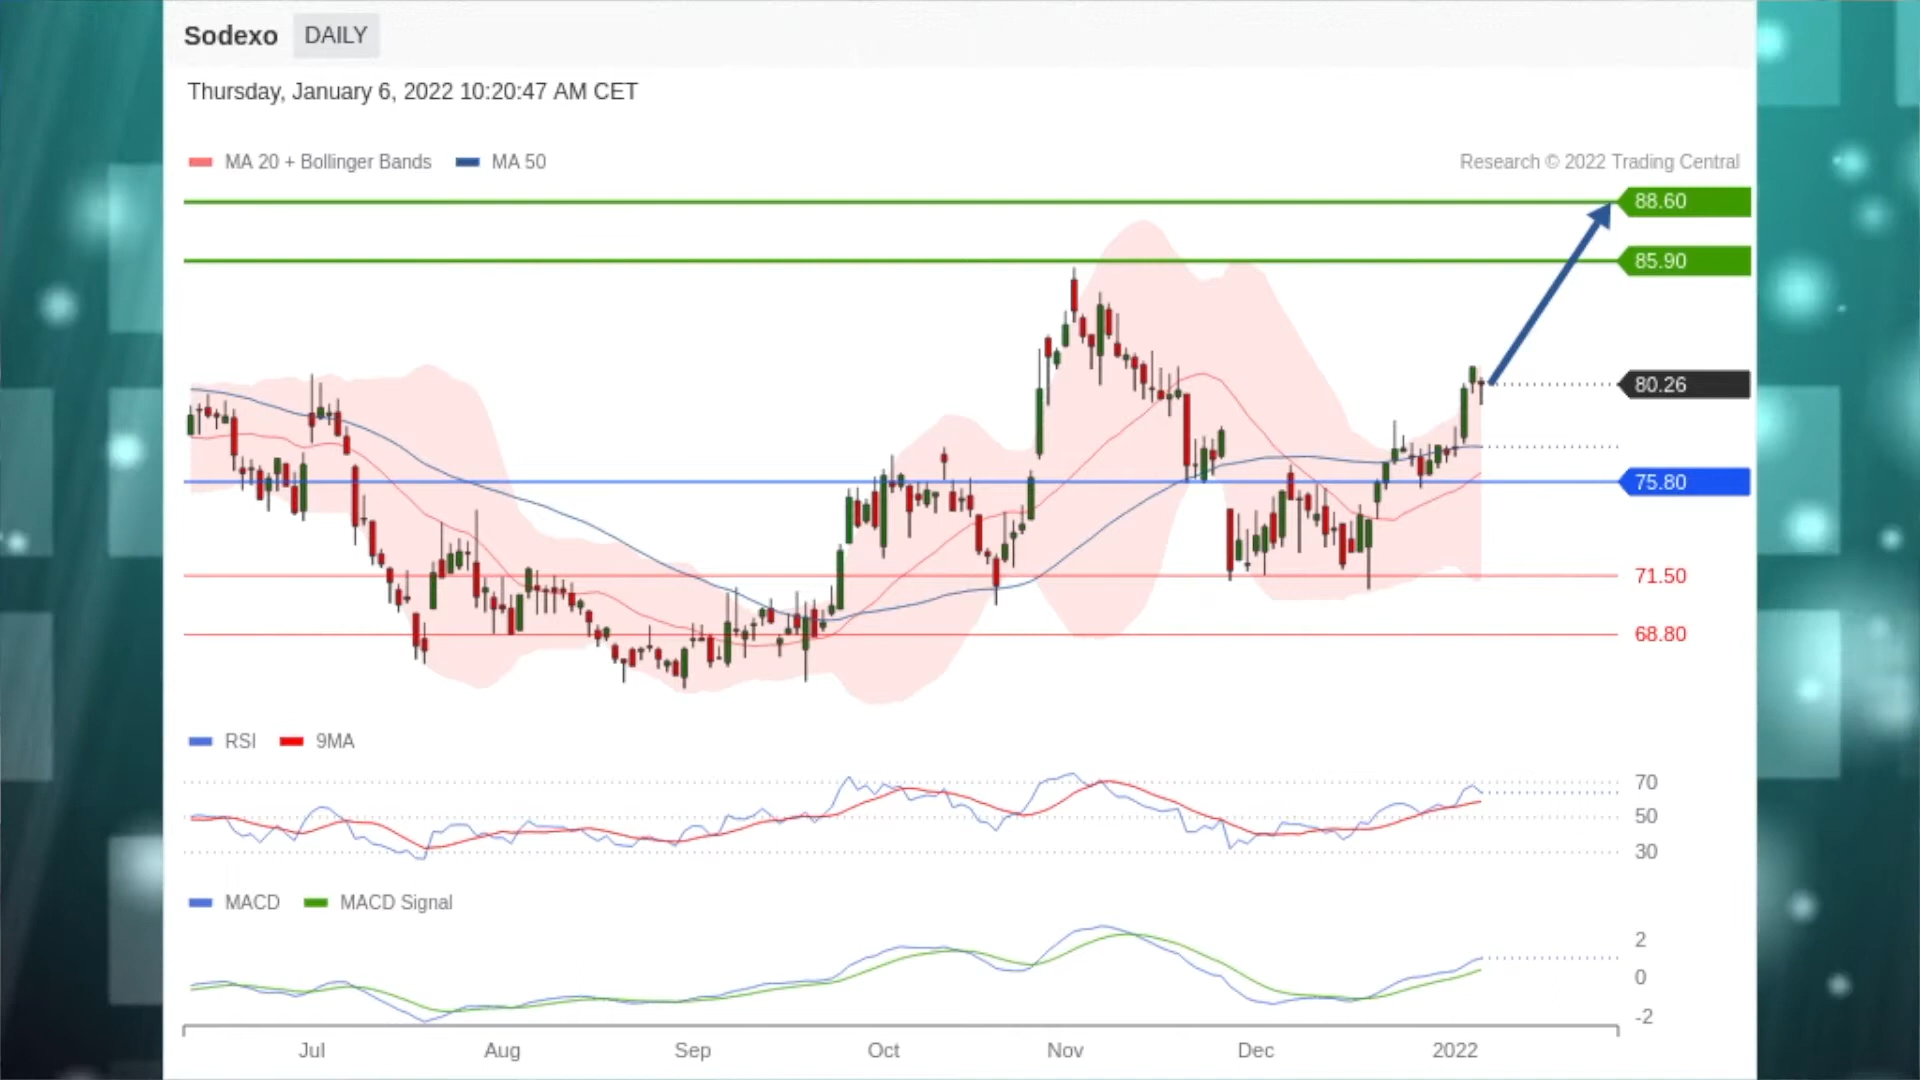 Sodexo DAILY
Thursday, January 6, 2022 10:20:47 AM CET
MA 20 + Bollinger Bands MA 50
Research © 2022 Trading Central
88.60
85.90
80.26
75.80
71.50
68.80
RSI 9MA
70
50
30
MACD MACD Signal
2
0
-2
Jul Aug Sep Oct Nov Dec 2022